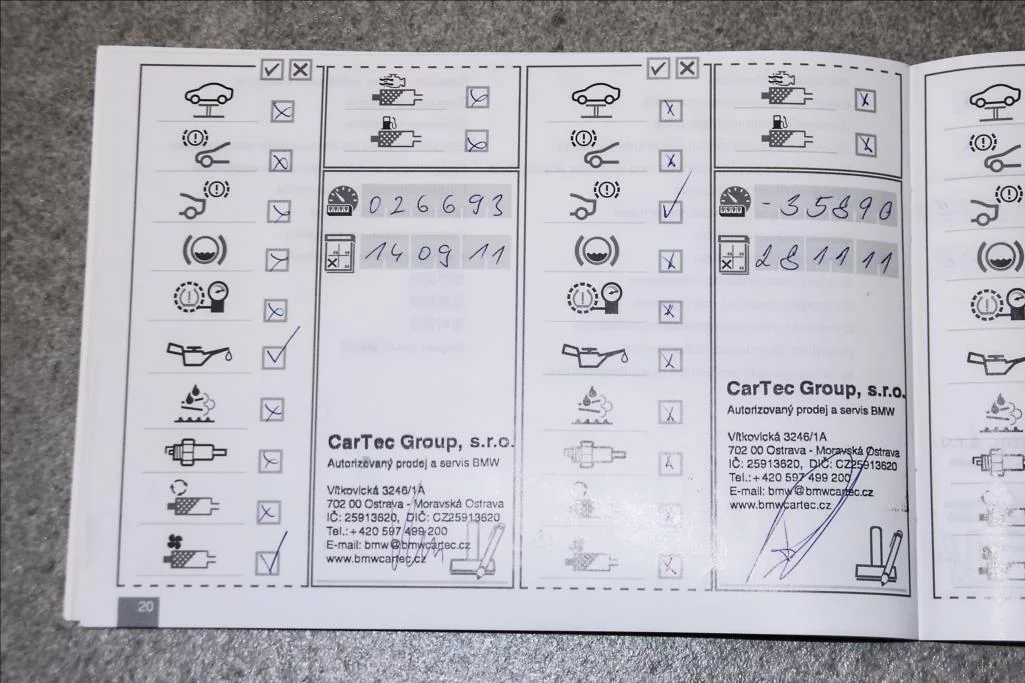 026693
140911
CarTec Group, s.r.o.
Autorizovaný prodej a servis BMW
Vítkovická 3246/1A
702 00 Ostrava - Moravská Ostrava
IČ: 25913620, DIČ: CZ25913620
Tel.:+420 597 499 200
E-mail: bmw@bmwcartec.cz
www.bmwcartec.cz
-35890
281111
CarTec Group, s.r.o.
Autorizovaný prodej a servis BMW
Vítkovická 3246/1A
702 00 Ostrava - Moravská Ostrava
IČ: 25913620, DIČ: CZ25913620
Tel.:+420 597 499 200
E-mail: bmw@bmwcartec.cz
www.bmwcartec.cz
20